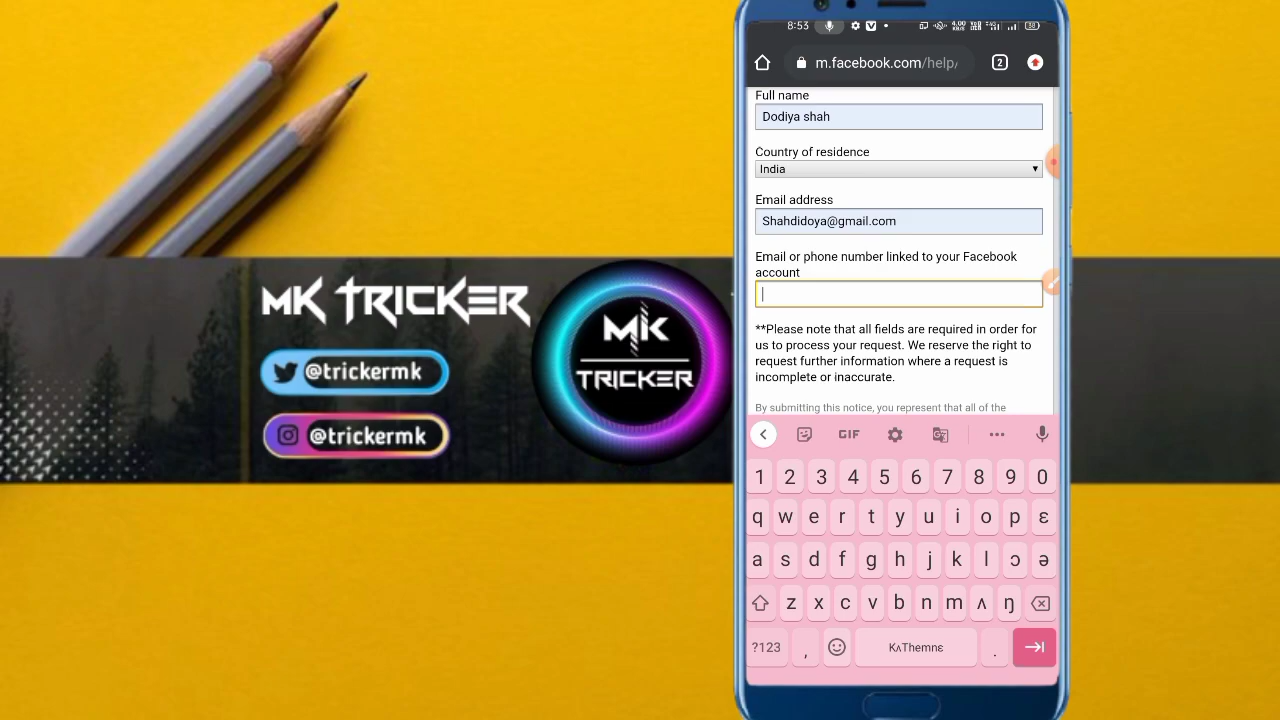 MK TRICKER
@trickermk
@trickermk
MK
TRICKER
8:53
m.facebook.com/help/
2
Full name
Dodiya shah
Country of residence
India
Email address
Shahdidoya@gmail.com
Email or phone number linked to your Facebook
account
**Please note that all fields are required in order for
us to process your request. We reserve the right to
request further information where a request is
incomplete or inaccurate.
By submitting this notice, you represent that all of the
GIF
1 2 3 4 5 6 7 8 9 0
q w e r t y u i o p ɛ
a s d f g h j k l ɔ ə
z x c v b n m ʌ ŋ
?123 , KʌThemnɛ .